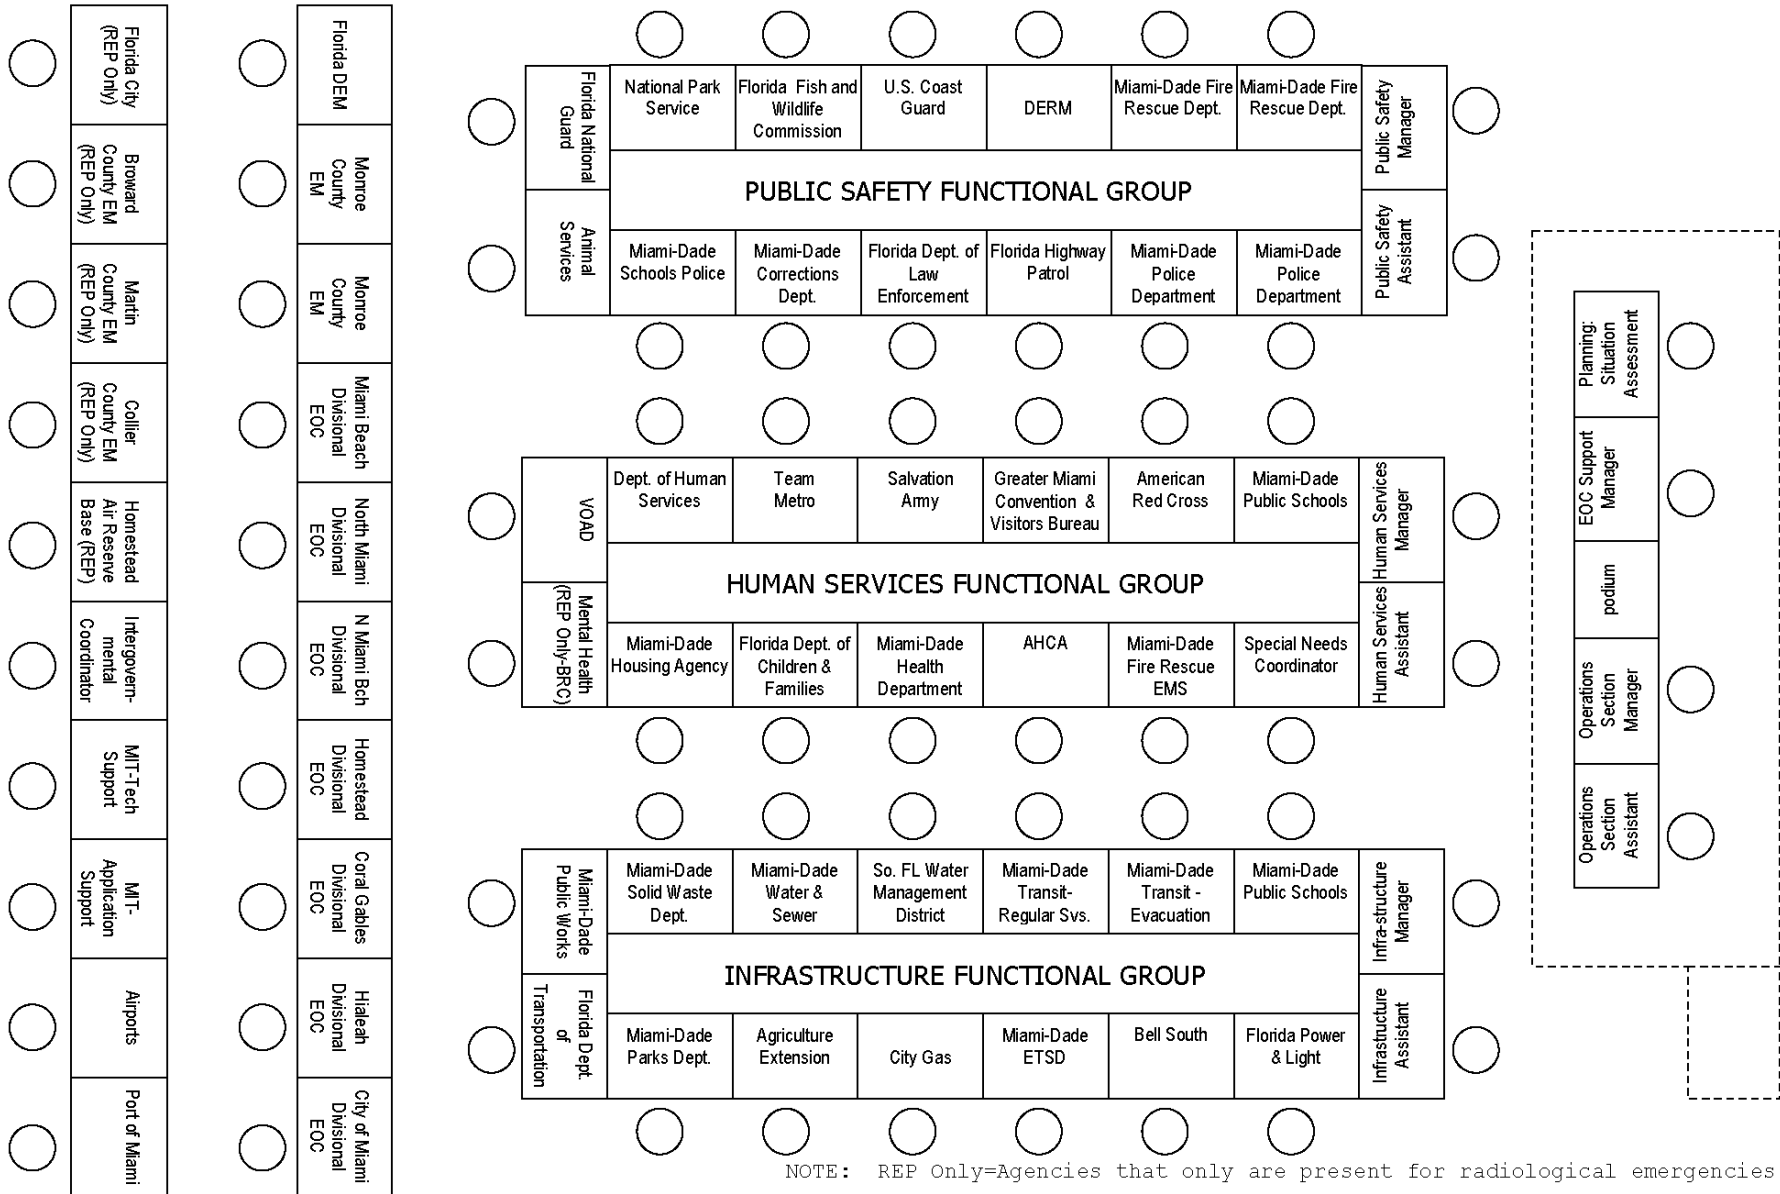 Florida City
(REP Only)
Broward
County EM
(REP Only)
Martin
County EM
(REP Only)
Collier
County EM
(REP Only)
Homestead
Air Reserve
Base (REP)
Intergovern-
mental
Coordinator
MIT-Tech
Support
MIT-
Application
Support
Airports
Port of Miami
Florida DEM
Monroe
County
EM
Monroe
County
EM
Miami Beach
Divisional
EOC
North Miami
Divisional
EOC
N Miami Bch
Divisional
EOC
Homestead
Divisional
EOC
Coral Gables
Divisional
EOC
Hialeah
Divisional
EOC
City of Miami
Divisional
EOC
Florida National
Guard
National Park
Service
Florida Fish and
Wildlife
Commission
U.S. Coast
Guard
DERM
Miami-Dade Fire
Rescue Dept.
Miami-Dade Fire
Rescue Dept.
Public Safety
Manager
PUBLIC SAFETY FUNCTIONAL GROUP
Animal
Services
Miami-Dade
Schools Police
Miami-Dade
Corrections
Dept.
Florida Dept. of
Law
Enforcement
Florida Highway
Patrol
Miami-Dade
Police
Department
Miami-Dade
Police
Department
Public Safety
Assistant
VOAD
Dept. of Human
Services
Team
Metro
Salvation
Army
Greater Miami
Convention &
Visitors Bureau
American
Red Cross
Miami-Dade
Public Schools
Human Services
Manager
HUMAN SERVICES FUNCTIONAL GROUP
Mental Health
(REP Only-BRC)
Miami-Dade
Housing Agency
Florida Dept. of
Children &
Families
Miami-Dade
Health
Department
AHCA
Miami-Dade
Fire Rescue
EMS
Special Needs
Coordinator
Human Services
Assistant
Miami-Dade
Public Works
Miami-Dade
Solid Waste
Dept.
Miami-Dade
Water &
Sewer
So. FL Water
Management
District
Miami-Dade
Transit-
Regular Svs.
Miami-Dade
Transit -
Evacuation
Miami-Dade
Public Schools
Infra-structure
Manager
INFRASTRUCTURE FUNCTIONAL GROUP
Florida Dept.
of
Transportation
Miami-Dade
Parks Dept.
Agriculture
Extension
City Gas
Miami-Dade
ETSD
Bell South
Florida Power
& Light
Infrastructure
Assistant
Planning:
Situation
Assessment
EOC Support
Manager
podium
Operations
Section
Manager
Operations
Section
Assistant
NOTE: REP Only=Agencies that only are present for radiological emergencies